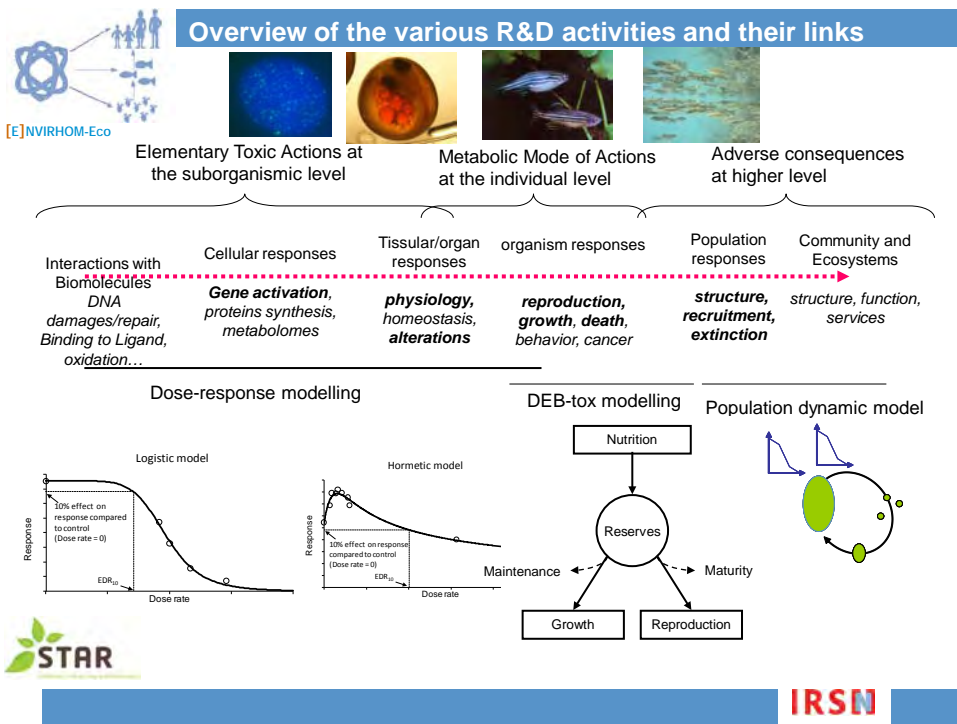 Overview of the various R&D activities and their links
[E]NVIRHOM-Eco
Elementary Toxic Actions at
the suborganismic level
Metabolic Mode of Actions
at the individual level
Adverse consequences
at higher level
Interactions with
Biomolecules
DNA
damages/repair,
Binding to Ligand,
oxidation…
Cellular responses
Gene activation,
proteins synthesis,
metabolomes
Tissular/organ
responses
physiology,
homeostasis,
alterations
organism responses
reproduction,
growth, death,
behavior, cancer
Population
responses
structure,
recruitment,
extinction
Community and
Ecosystems
structure, function,
services
Dose-response modelling
DEB-tox modelling
Population dynamic model
Logistic model
Response
10% effect on
response compared
to control
(Dose rate = 0)
EDR10
Dose rate
Hormetic model
Response
10% effect on response
compared to control
(Dose rate = 0)
EDR10
Dose rate
Nutrition
Reserves
Maintenance
Maturity
Growth
Reproduction
STAR
IRSN